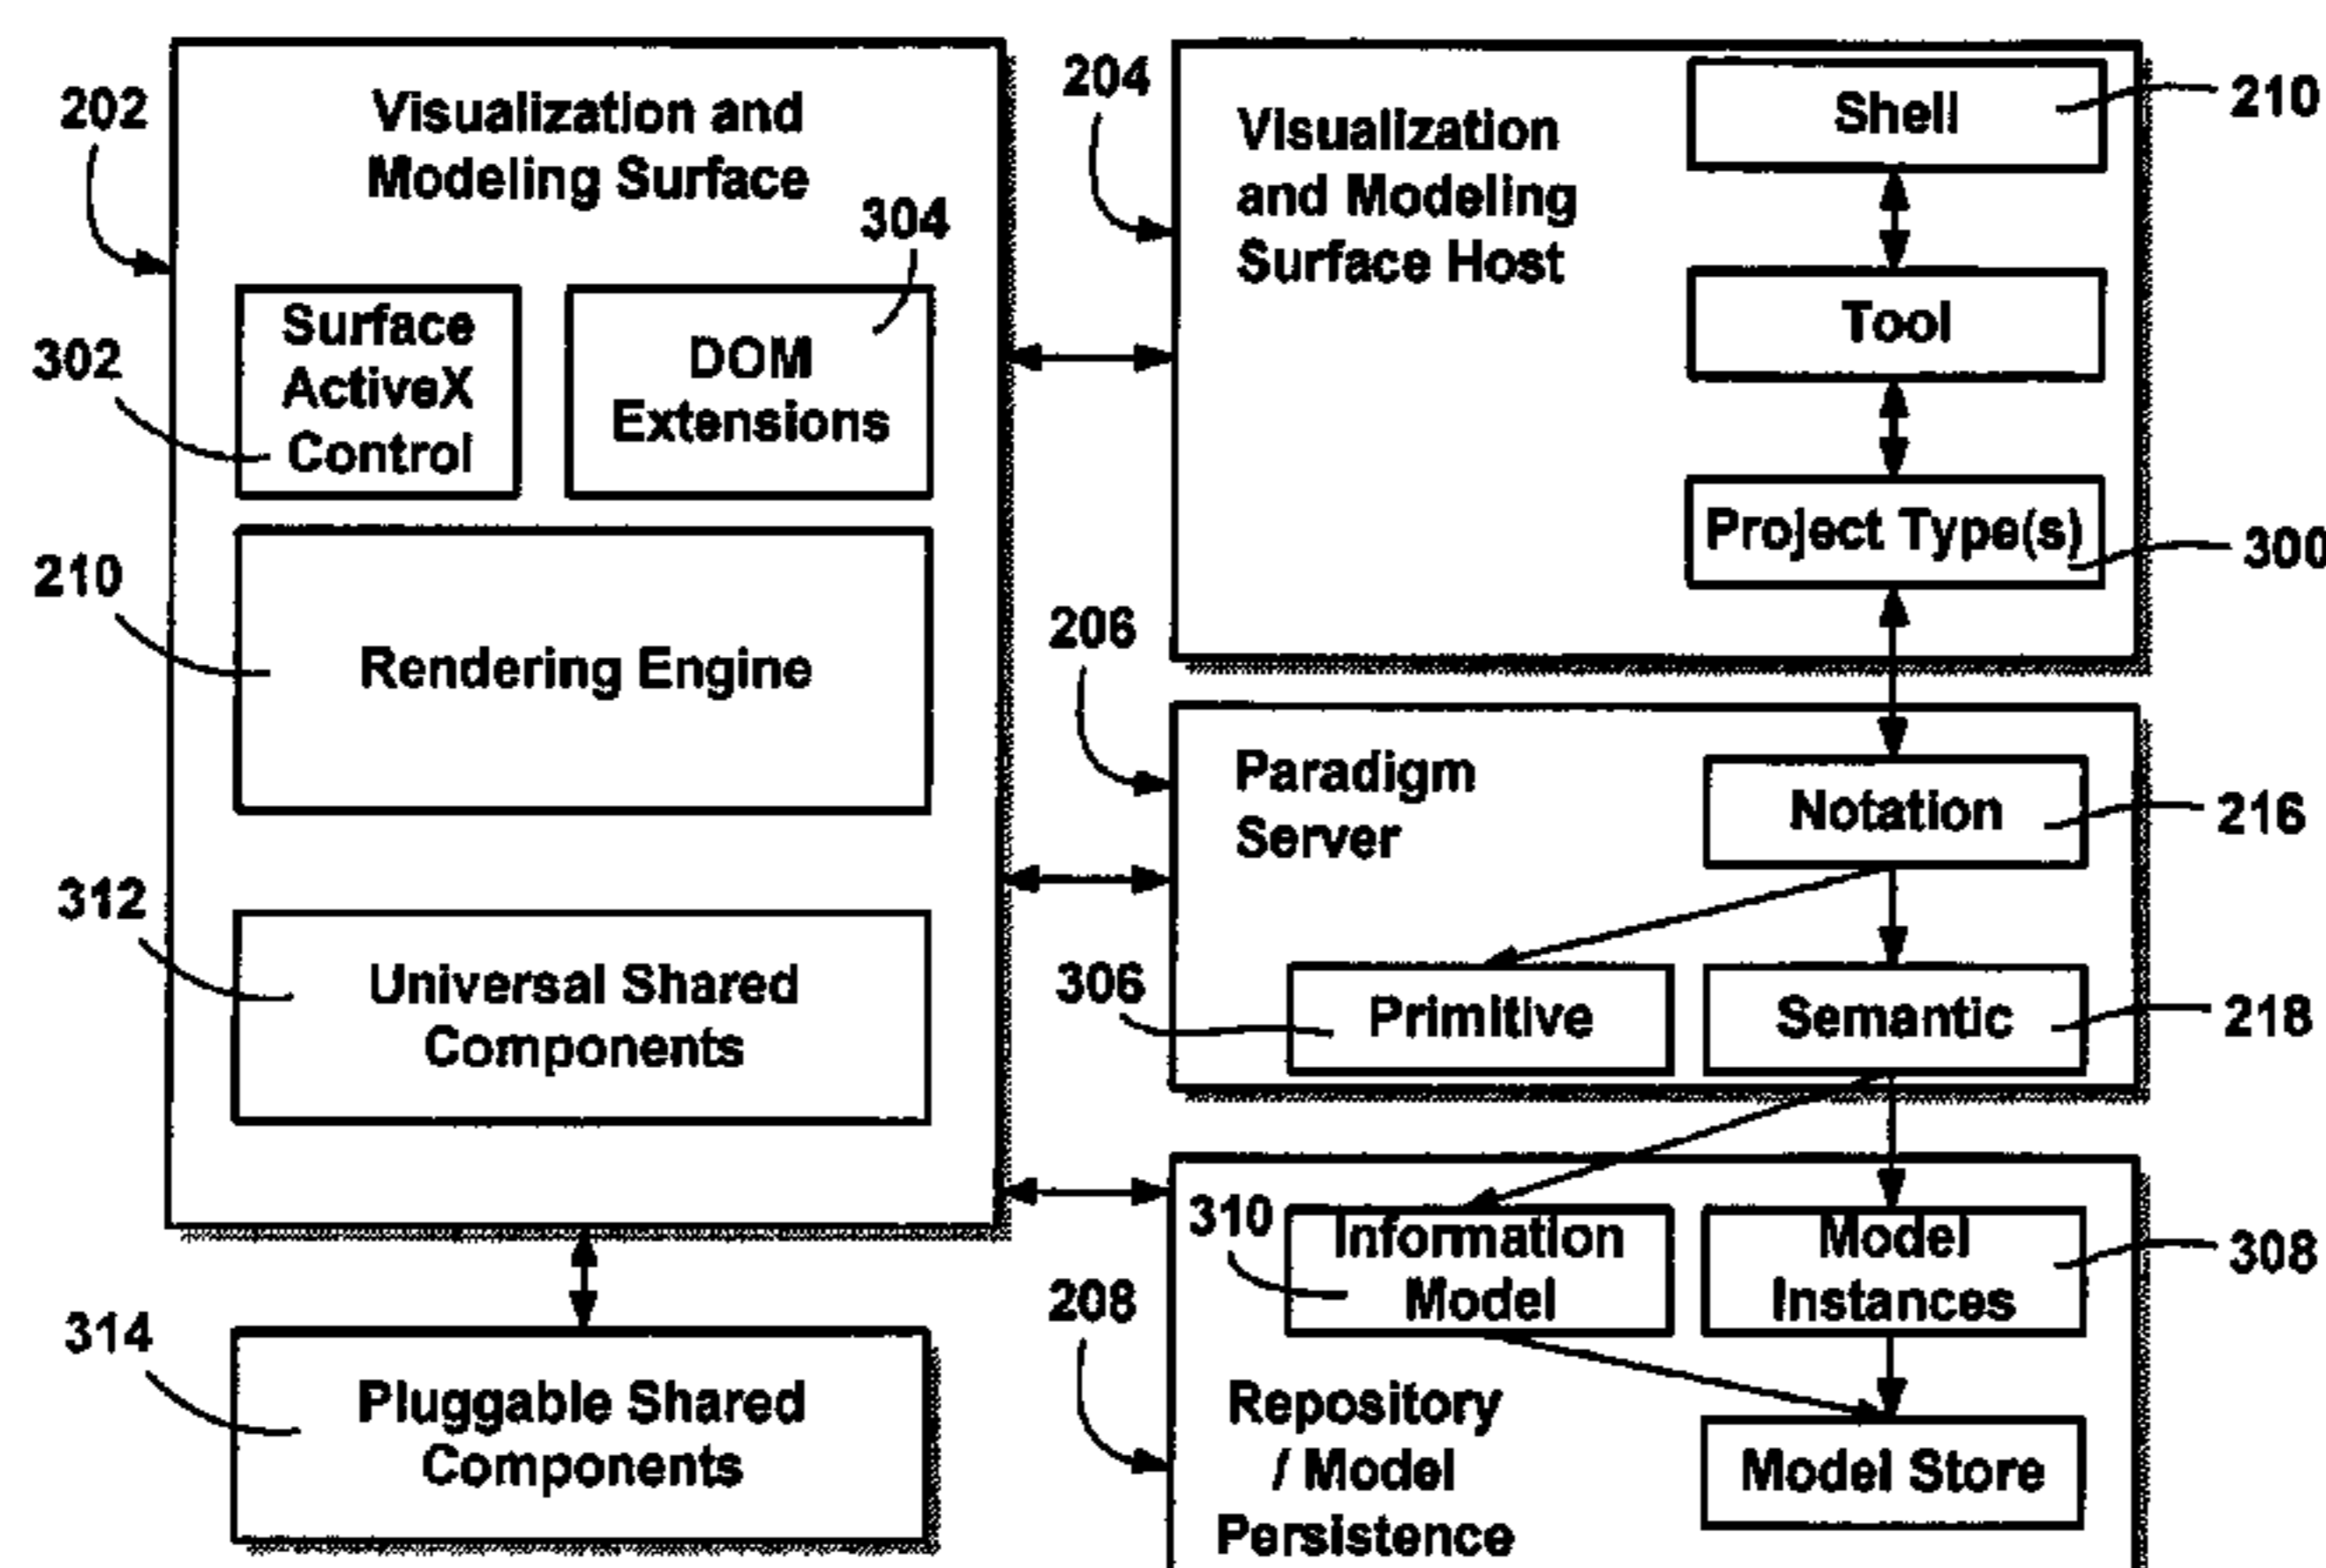 202
Visualization and
Modeling Surface
304
302
Surface
ActiveX
Control
DOM
Extensions
210
Rendering Engine
312
Universal Shared
Components
314
Pluggable Shared
Components
204
Visualization
and Modeling
Surface Host
Shell
210
Tool
Project Type(s)
300
206
Paradigm
Server
Notation
216
306
Primitive
Semantic
218
310
Information
Model
Model
Instances
308
208
Repository
/ Model
Persistence
Model Store